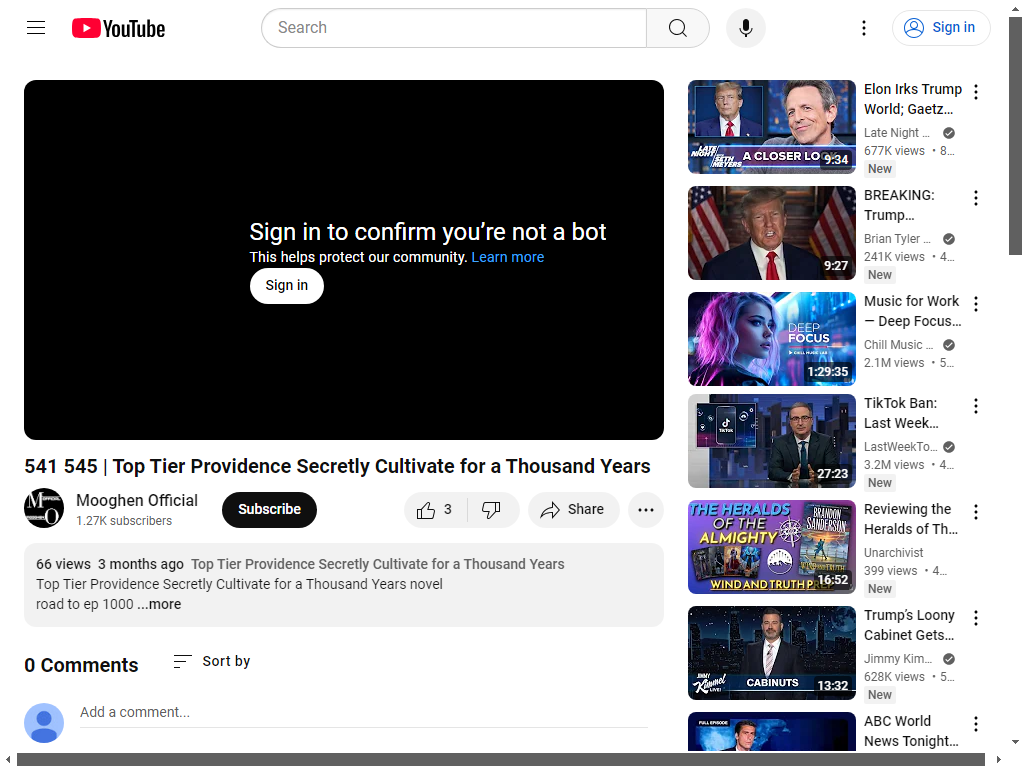 YouTube
Search
Sign in
Sign in to confirm you’re not a bot
This helps protect our community. Learn more
Sign in
541 545 | Top Tier Providence Secretly Cultivate for a Thousand Years
Mooghen Official
1.27K subscribers
Subscribe
3
Share
66 views 3 months ago Top Tier Providence Secretly Cultivate for a Thousand Years
Top Tier Providence Secretly Cultivate for a Thousand Years novel
road to ep 1000 ...more
0 Comments
Sort by
Add a comment...
LATE NIGHT WITH SETH MEYERS
A CLOSER LOOK
9:34
Elon Irks Trump
World; Gaetz...
Late Night ...
677K views • 8...
New
9:27
BREAKING:
Trump...
Brian Tyler ...
241K views • 4...
New
DEEP
FOCUS
CHILL MUSIC LAB
1:29:35
Music for Work
— Deep Focus...
Chill Music ...
2.1M views • 5...
TikTok
27:23
TikTok Ban:
Last Week...
LastWeekTo...
3.2M views • 4...
New
THE HERALDS
OF THE
ALMIGHTY
BRANDON
SANDERSON
WIND AND TRUTH PREP
16:52
Reviewing the
Heralds of Th...
Unarchivist
399 views • 4...
New
JIMMY
KIMMEL
LIVE!
CABINUTS
13:32
Trump’s Loony
Cabinet Gets...
Jimmy Kim...
628K views • 5...
New
FULL EPISODE
ABC World
News Tonight...